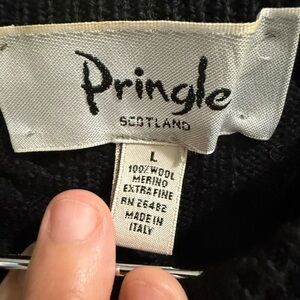 Pringle
SCOTLAND
L
100% WOOL
MERINO
EXTRAFINE
RN 26482
MADE IN
ITALY